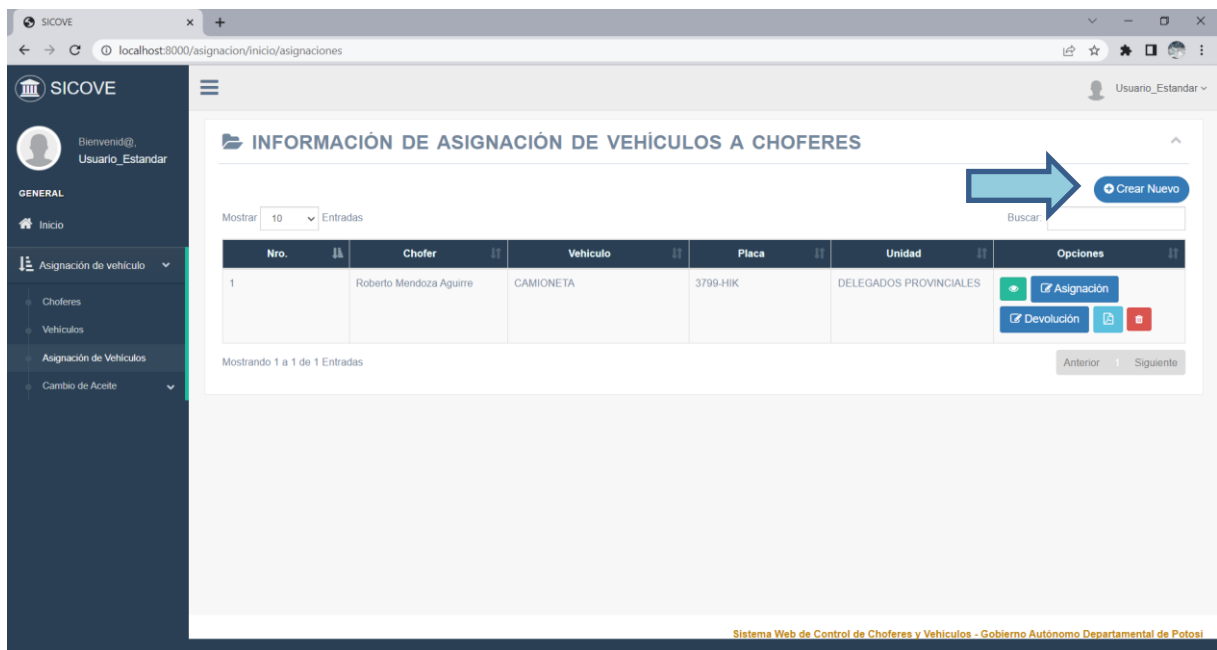 SICOVE
localhost:8000/asignacion/inicio/asignaciones
SICOVE
Usuario_Estandar
Bienvenid@,
Usuario_Estandar
GENERAL
Inicio
Asignación de vehículo
Choferes
Vehículos
Asignación de Vehículos
Cambio de Aceite
INFORMACIÓN DE ASIGNACIÓN DE VEHÍCULOS A CHOFERES
Crear Nuevo
Mostrar 10 Entradas
Buscar:
Nro. Chofer Vehiculo Placa Unidad Opciones
1 Roberto Mendoza Aguirre CAMIONETA 3799-HIK DELEGADOS PROVINCIALES Asignación
Devolución
Mostrando 1 a 1 de 1 Entradas
Anterior 1 Siguiente
Sistema Web de Control de Choferes y Vehiculos - Gobierno Autónomo Departamental de Potosi